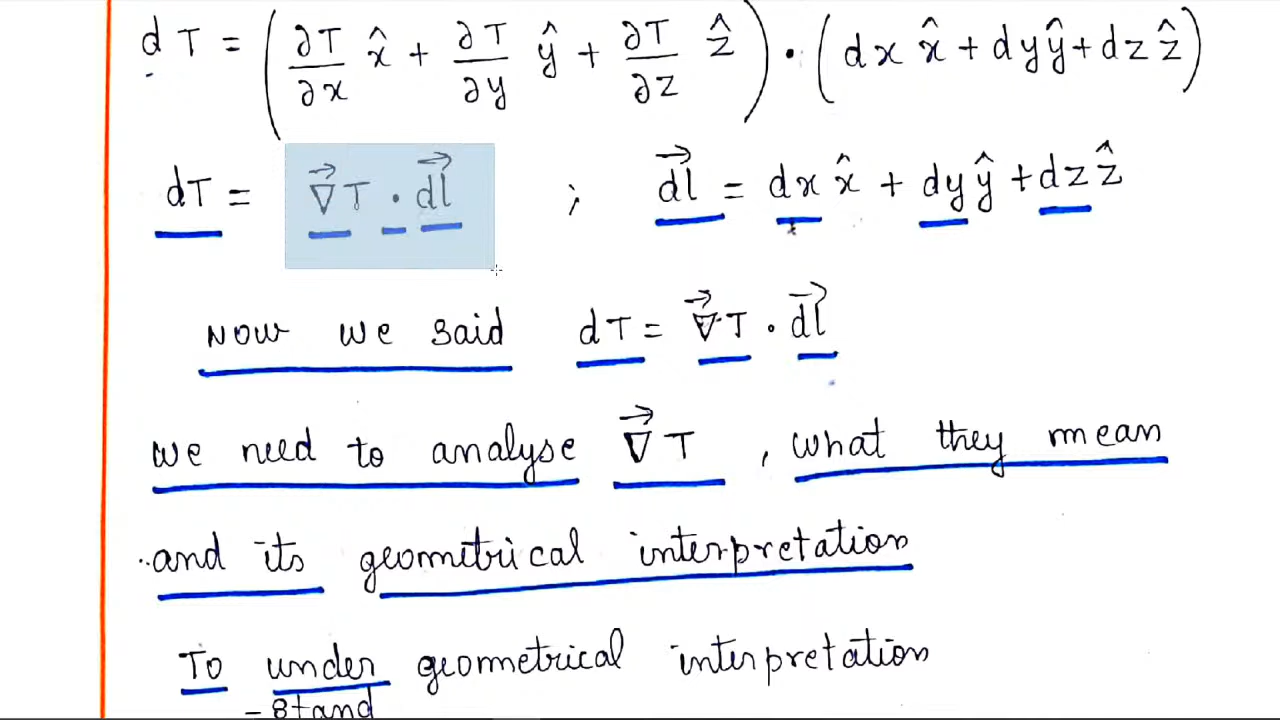 dT = (∂T/∂x x̂ + ∂T/∂y ŷ + ∂T/∂z ẑ) · (dx x̂ + dy ŷ + dz ẑ)
dT = ∇⃗T · dl⃗ ; dl⃗ = dx x̂ + dy ŷ + dz ẑ
Now we said dT = ∇⃗T · dl⃗
we need to analyse ∇⃗T , what they mean
and its geometrical interpretation
To under geometrical interpretation
- stand